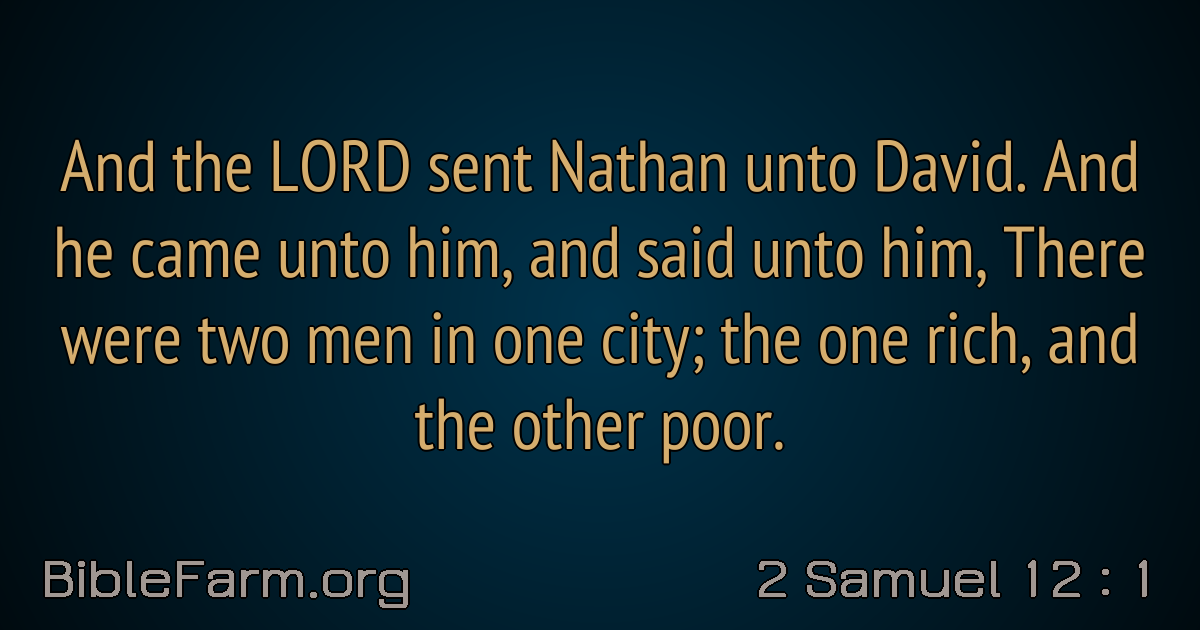 And the LORD sent Nathan unto David. And
he came unto him, and said unto him, There
were two men in one city; the one rich, and
the other poor.
BibleFarm.org
2 Samuel 12 : 1